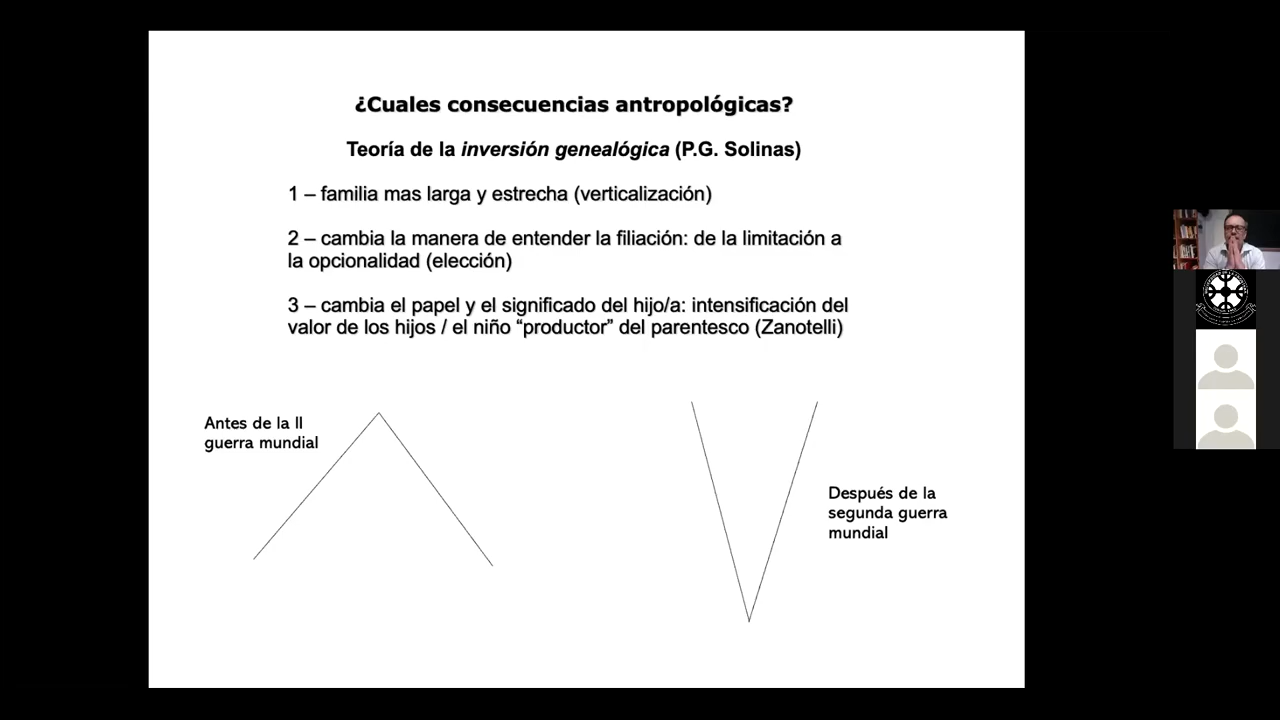 ¿Cuales consecuencias antropológicas?
Teoría de la inversión genealógica (P.G. Solinas)
1 – familia mas larga y estrecha (verticalización)
2 – cambia la manera de entender la filiación: de la limitación a
la opcionalidad (elección)
3 – cambia el papel y el significado del hijo/a: intensificación del
valor de los hijos / el niño “productor” del parentesco (Zanotelli)
Antes de la II
guerra mundial
Después de la
segunda guerra
mundial